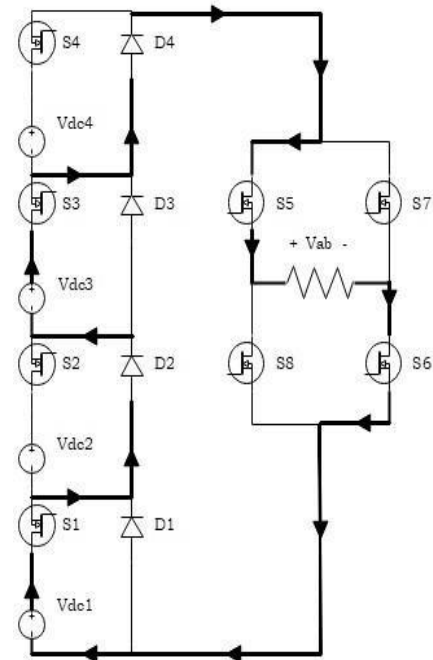 S4
D4
Vdc4
S3
D3
S5
S7
+ Vab -
Vdc3
S2
D2
S8
S6
Vdc2
S1
D1
Vdc1